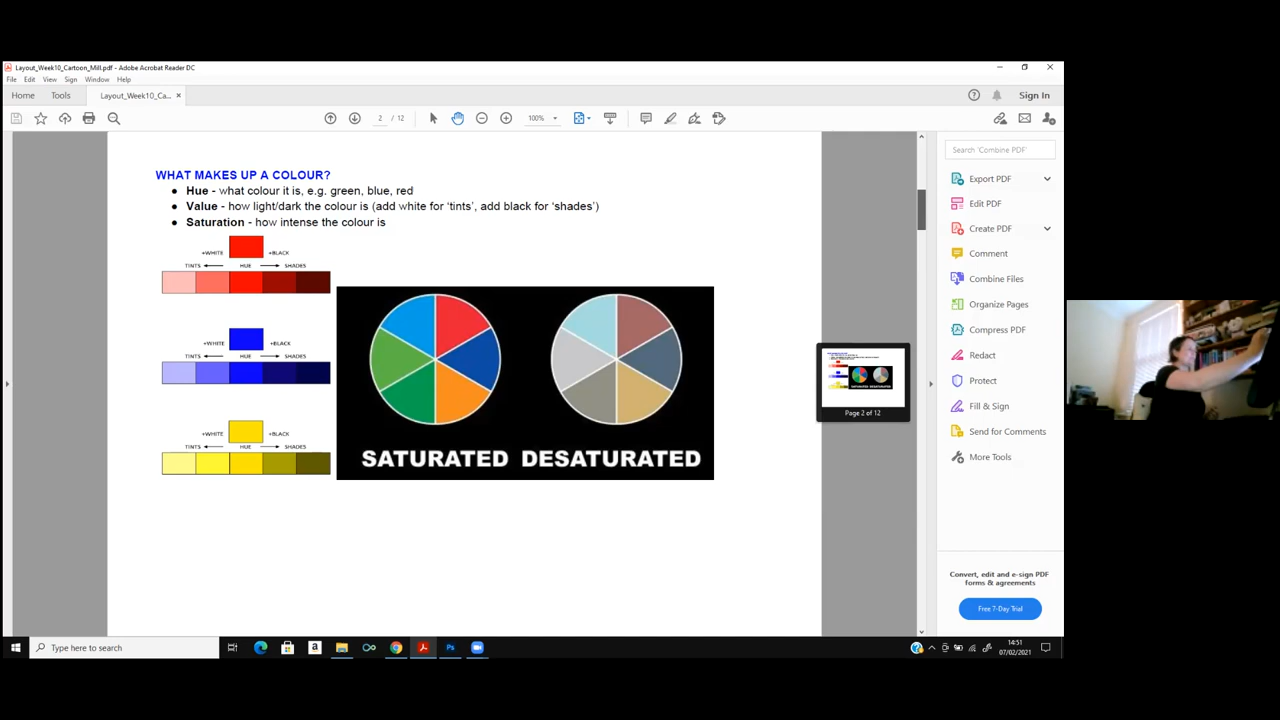 Layout_Week10_Cartoon_Mill.pdf - Adobe Acrobat Reader DC
File Edit View Sign Window Help
Home Tools Layout_Week10_Ca... × Sign In
2 / 12 100%
WHAT MAKES UP A COLOUR?
● Hue - what colour it is, e.g. green, blue, red
● Value - how light/dark the colour is (add white for ‘tints’, add black for ‘shades’)
● Saturation - how intense the colour is
+WHITE +BLACK
TINTS HUE SHADES
+WHITE +BLACK
TINTS HUE SHADES
+WHITE +BLACK
TINTS HUE SHADES
SATURATED DESATURATED
Page 2 of 12
Search 'Combine PDF'
Export PDF
Edit PDF
Create PDF
Comment
Combine Files
Organize Pages
Compress PDF
Redact
Protect
Fill & Sign
Send for Comments
More Tools
Convert, edit and e-sign PDF
forms & agreements
Free 7-Day Trial
Type here to search
14:51
07/02/2021